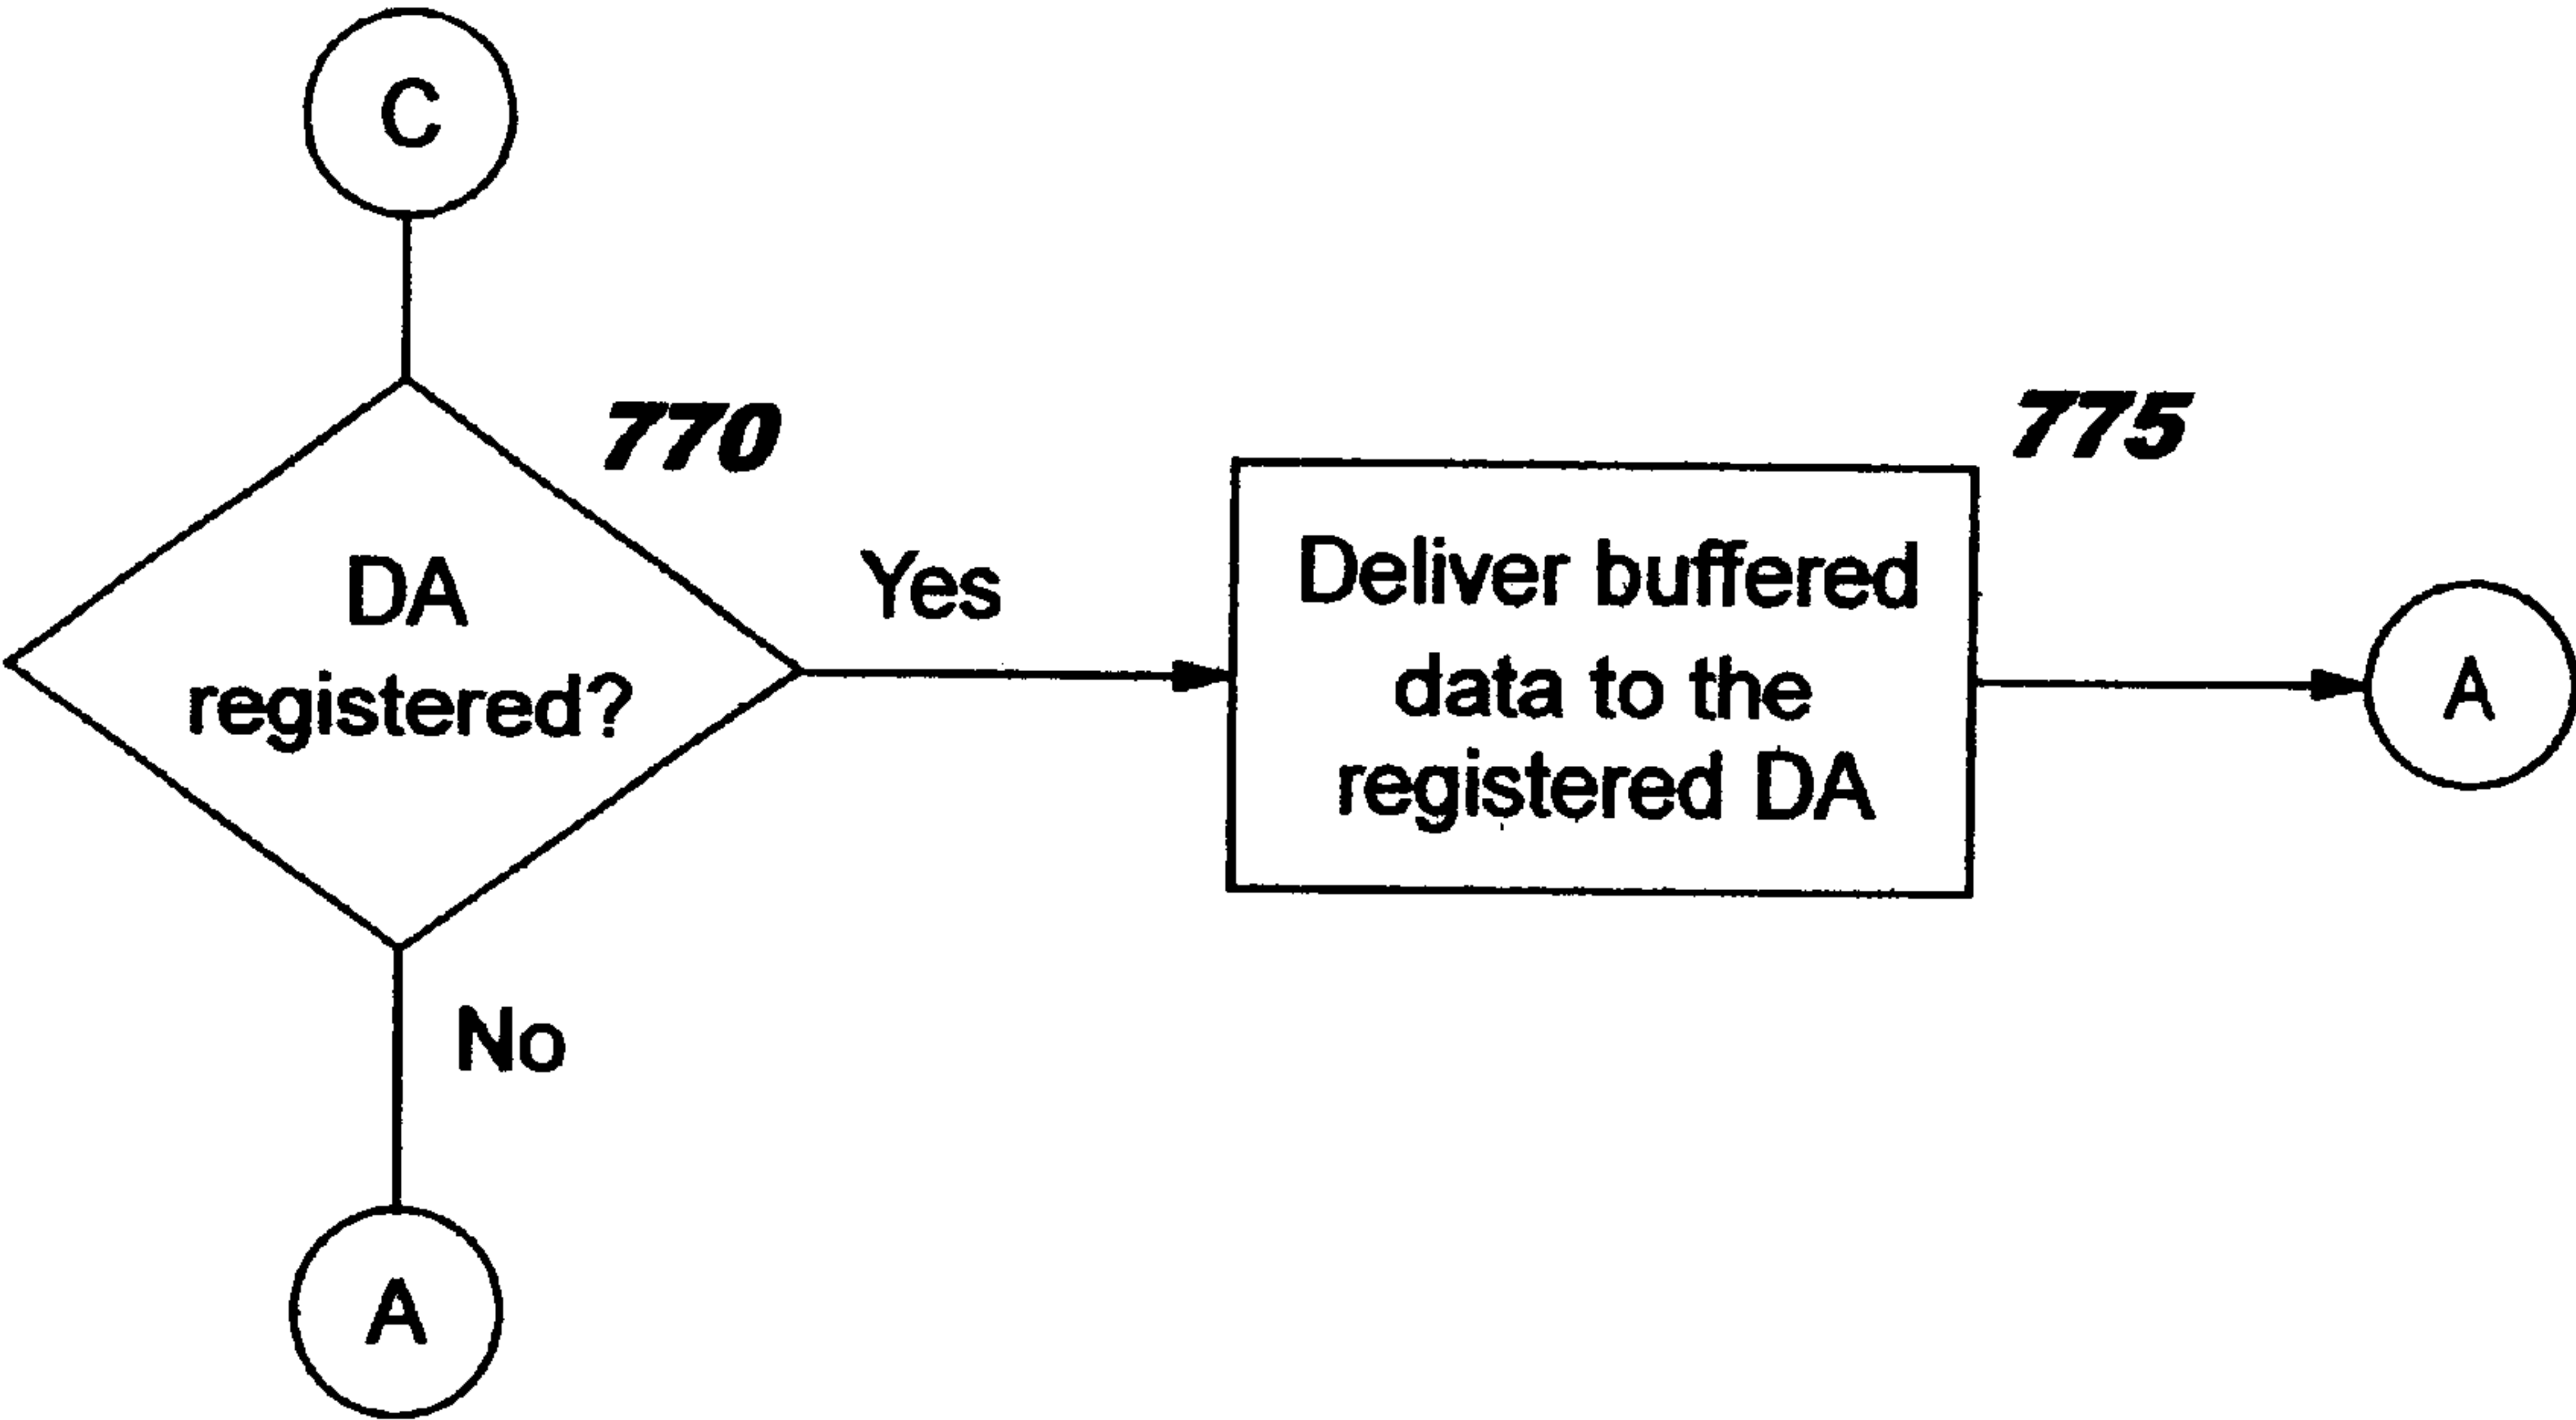 C
770
DA
registered?
Yes
775
Deliver buffered
data to the
registered DA
A
No
A